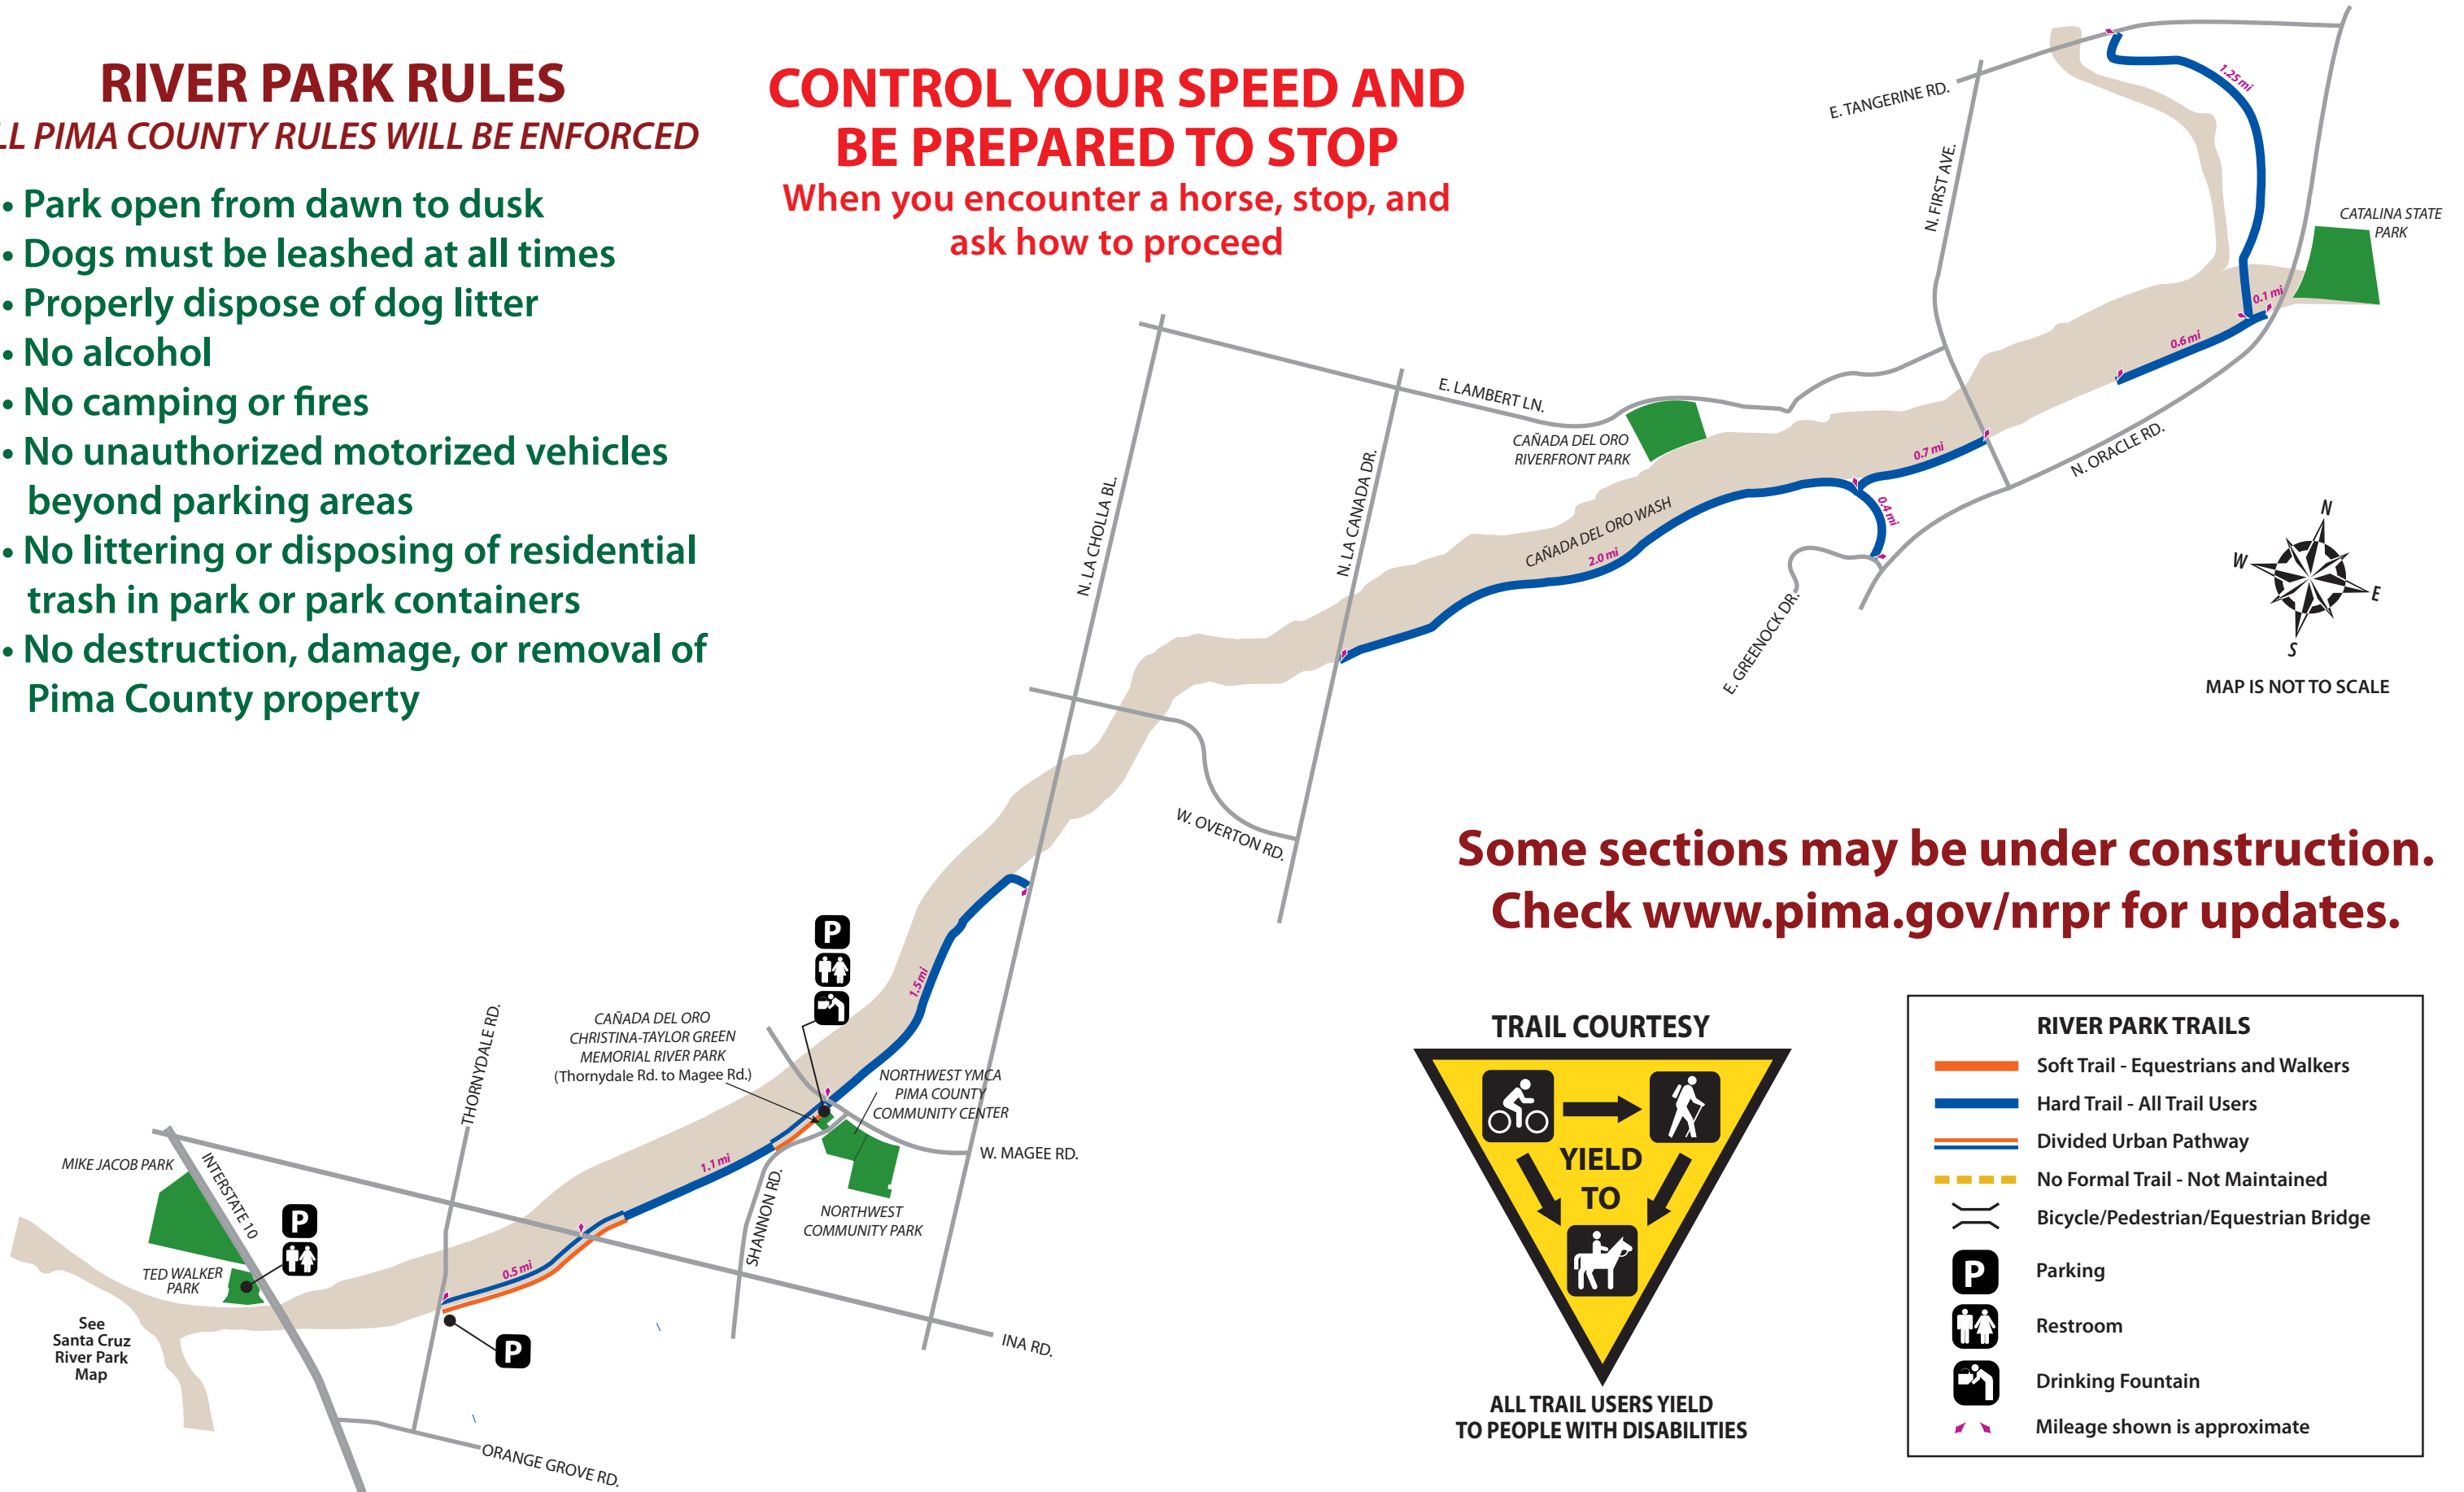 RIVER PARK RULES
LL PIMA COUNTY RULES WILL BE ENFORCED
• Park open from dawn to dusk
• Dogs must be leashed at all times
• Properly dispose of dog litter
• No alcohol
• No camping or fires
• No unauthorized motorized vehicles
beyond parking areas
• No littering or disposing of residential
trash in park or park containers
• No destruction, damage, or removal of
Pima County property
CONTROL YOUR SPEED AND
BE PREPARED TO STOP
When you encounter a horse, stop, and
ask how to proceed
E. TANGERINE RD.
1.25 mi
N. FIRST AVE.
CATALINA STATE
PARK
0.1 mi
0.6 mi
N. ORACLE RD.
E. LAMBERT LN.
CAÑADA DEL ORO
RIVERFRONT PARK
0.7 mi
0.4 mi
N. LA CHOLLA BL.
N. LA CANADA DR.
CAÑADA DEL ORO WASH
2.0 mi
E. GREENOCK DR.
N
W
E
S
MAP IS NOT TO SCALE
W. OVERTON RD.
Some sections may be under construction.
Check www.pima.gov/nrpr for updates.
P
1.5 mi
CAÑADA DEL ORO
CHRISTINA-TAYLOR GREEN
MEMORIAL RIVER PARK
(Thornydale Rd. to Magee Rd.)
NORTHWEST YMCA
PIMA COUNTY
COMMUNITY CENTER
W. MAGEE RD.
THORNYDALE RD.
1.1 mi
SHANNON RD.
NORTHWEST
COMMUNITY PARK
MIKE JACOB PARK
INTERSTATE 10
P
TED WALKER
PARK
0.5 mi
See
Santa Cruz
River Park
Map
P
INA RD.
ORANGE GROVE RD.
TRAIL COURTESY
YIELD
TO
ALL TRAIL USERS YIELD
TO PEOPLE WITH DISABILITIES
RIVER PARK TRAILS
Soft Trail - Equestrians and Walkers
Hard Trail - All Trail Users
Divided Urban Pathway
No Formal Trail - Not Maintained
Bicycle/Pedestrian/Equestrian Bridge
P Parking
Restroom
Drinking Fountain
Mileage shown is approximate